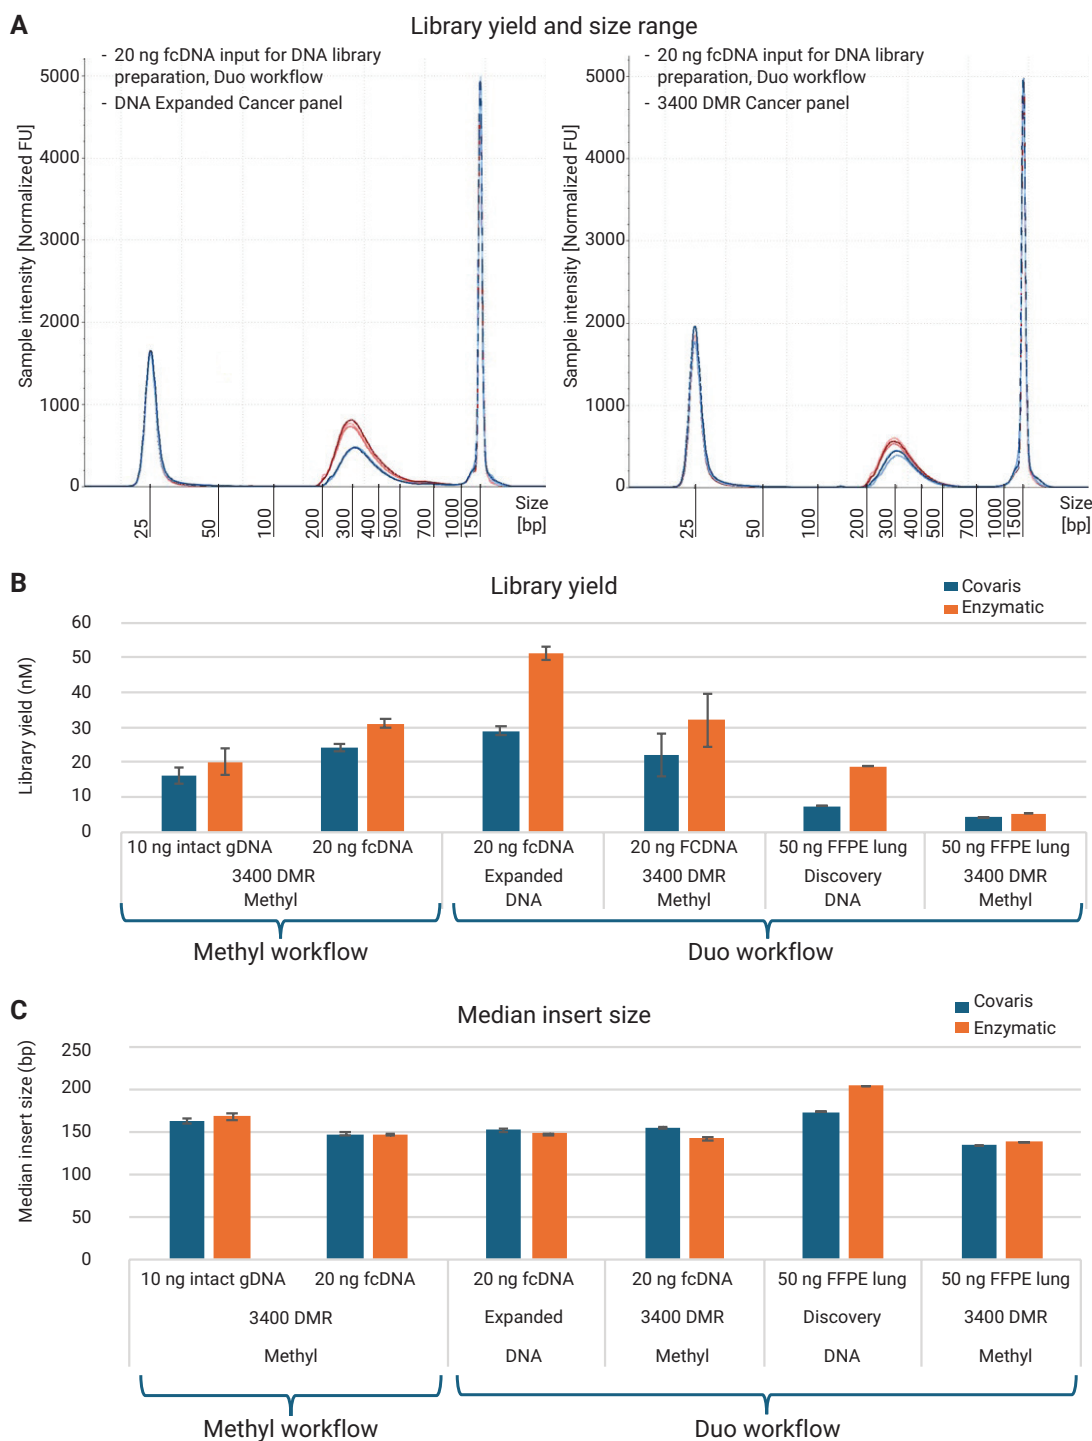 A
Library yield and size range
- 20 ng fcDNA input for DNA library
preparation, Duo workflow
- DNA Expanded Cancer panel
Sample intensity [Normalized FU]
5000
4000
3000
2000
1000
0
25
50
100
200
300
400
500
700
1000
1500
Size
[bp]
- 20 ng fcDNA input for DNA library
preparation, Duo workflow
- 3400 DMR Cancer panel
Sample intensity [Normalized FU]
5000
4000
3000
2000
1000
0
25
50
100
200
300
400
500
700
1000
1500
Size
[bp]
B
Library yield
Covaris
Enzymatic
Library yield (nM)
60
50
40
30
20
10
0
10 ng intact gDNA 20 ng fcDNA 20 ng fcDNA 20 ng FCDNA 50 ng FFPE lung 50 ng FFPE lung
3400 DMR Expanded 3400 DMR Discovery 3400 DMR
Methyl DNA Methyl DNA Methyl
Methyl workflow Duo workflow
C
Median insert size
Covaris
Enzymatic
Median insert size (bp)
250
200
150
100
50
0
10 ng intact gDNA 20 ng fcDNA 20 ng fcDNA 20 ng fcDNA 50 ng FFPE lung 50 ng FFPE lung
3400 DMR Expanded 3400 DMR Discovery 3400 DMR
Methyl DNA Methyl DNA Methyl
Methyl workflow Duo workflow